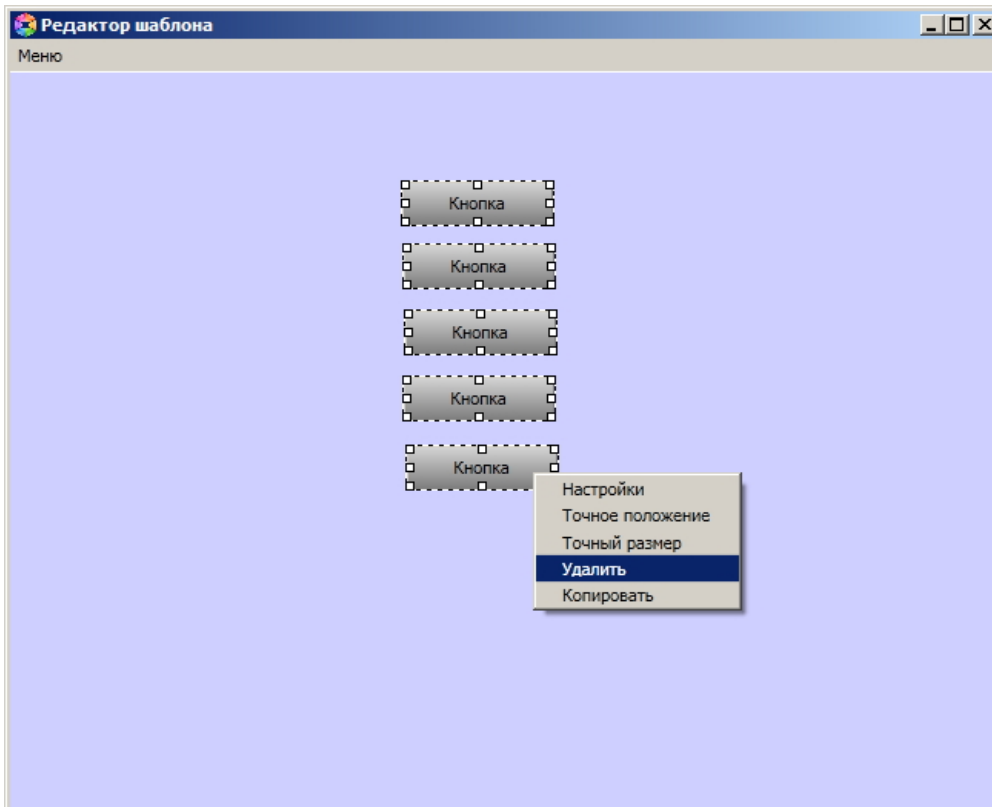 Редактор шаблона
Меню
Кнопка
Кнопка
Кнопка
Кнопка
Кнопка
Настройки
Точное положение
Точный размер
Удалить
Копировать